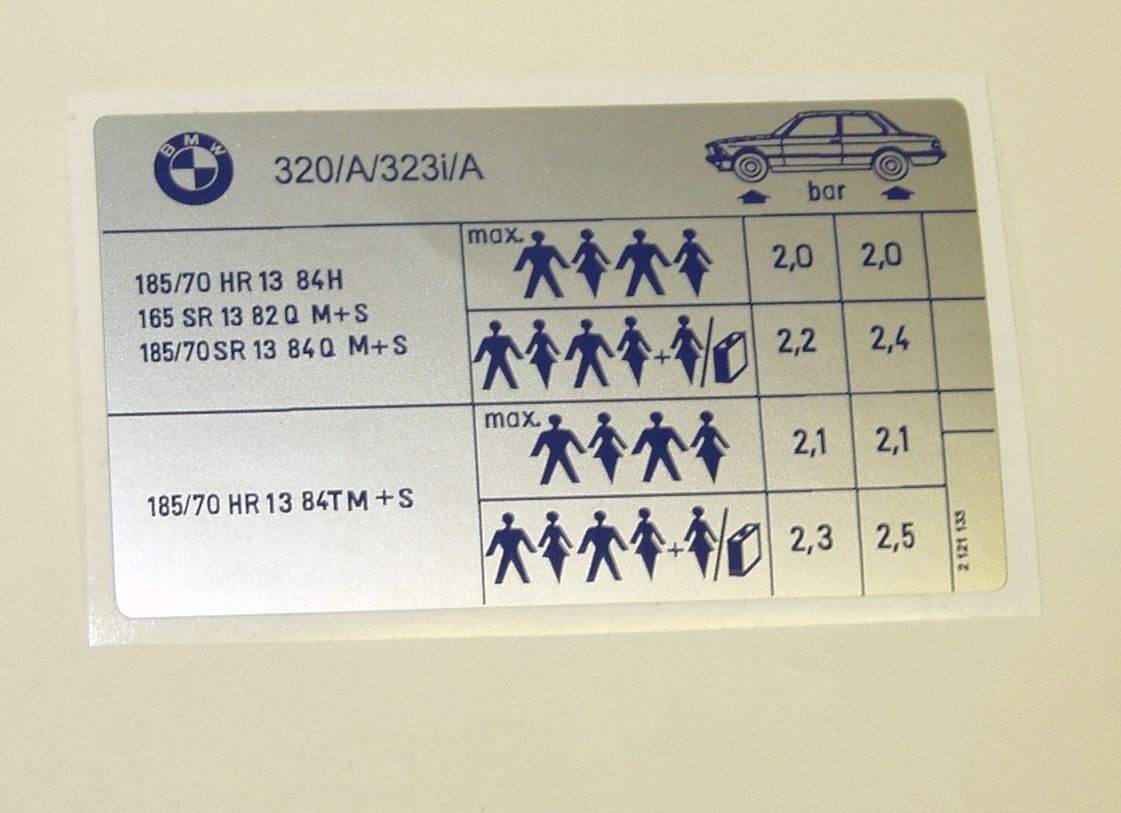 BMW 320/A/323i/A
bar
185/70 HR 13 84H
165 SR 13 82Q M+S
185/70 SR 13 84Q M+S
max. 2,0 2,0
+ / 2,2 2,4
185/70 HR 13 84T M+S
max. 2,1 2,1
+ / 2,3 2,5
2 121 133